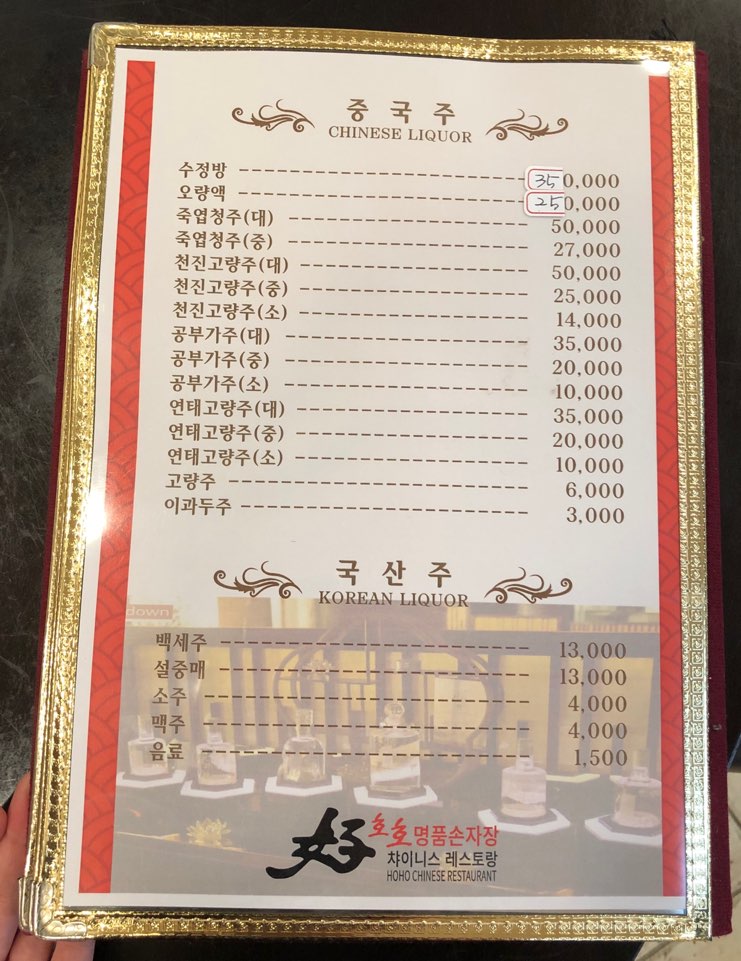 중국주
CHINESE LIQUOR
수정방 350,000
오량액 250,000
죽엽청주(대) 50,000
죽엽청주(중) 27,000
천진고량주(대) 50,000
천진고량주(중) 25,000
천진고량주(소) 14,000
공부가주(대) 35,000
공부가주(중) 20,000
공부가주(소) 10,000
연태고량주(대) 35,000
연태고량주(중) 20,000
연태고량주(소) 10,000
고량주 6,000
이과두주 3,000
국산주
KOREAN LIQUOR
down
백세주 13,000
설중매 13,000
소주 4,000
맥주 4,000
음료 1,500
好 호호명품손자장
챠이니스 레스토랑
HOHO CHINESE RESTAURANT